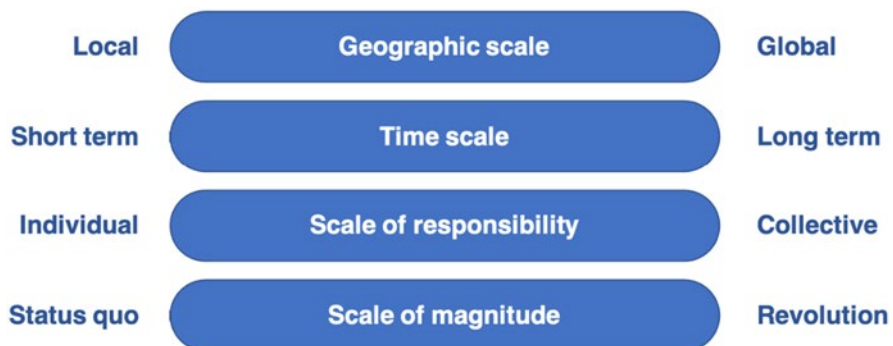 Local Geographic scale Global
Short term Time scale Long term
Individual Scale of responsibility Collective
Status quo Scale of magnitude Revolution